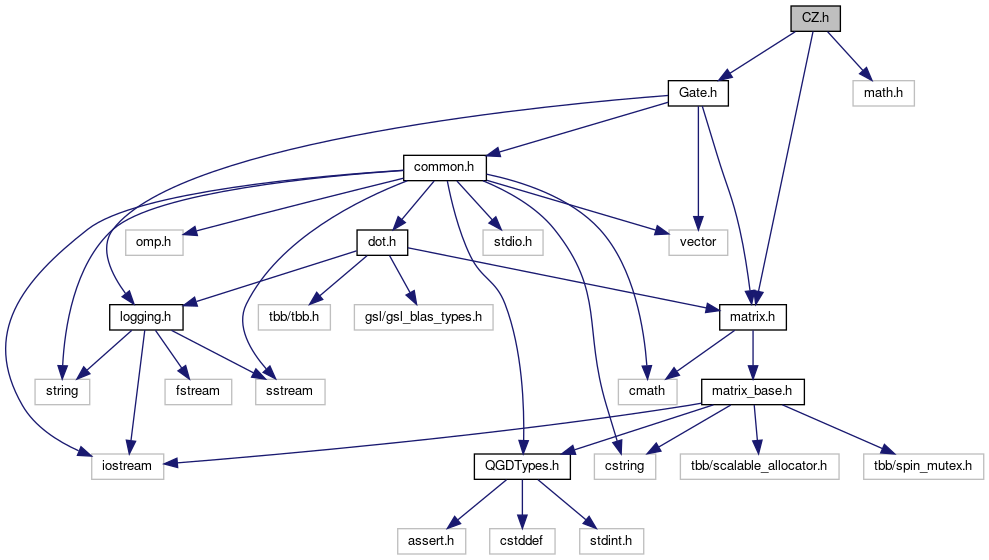 CZ.h
Gate.h
math.h
common.h
omp.h
dot.h
stdio.h
vector
logging.h
tbb/tbb.h
gsl/gsl_blas_types.h
matrix.h
string
fstream
sstream
cmath
matrix_base.h
iostream
QGDTypes.h
cstring
tbb/scalable_allocator.h
tbb/spin_mutex.h
assert.h
cstddef
stdint.h